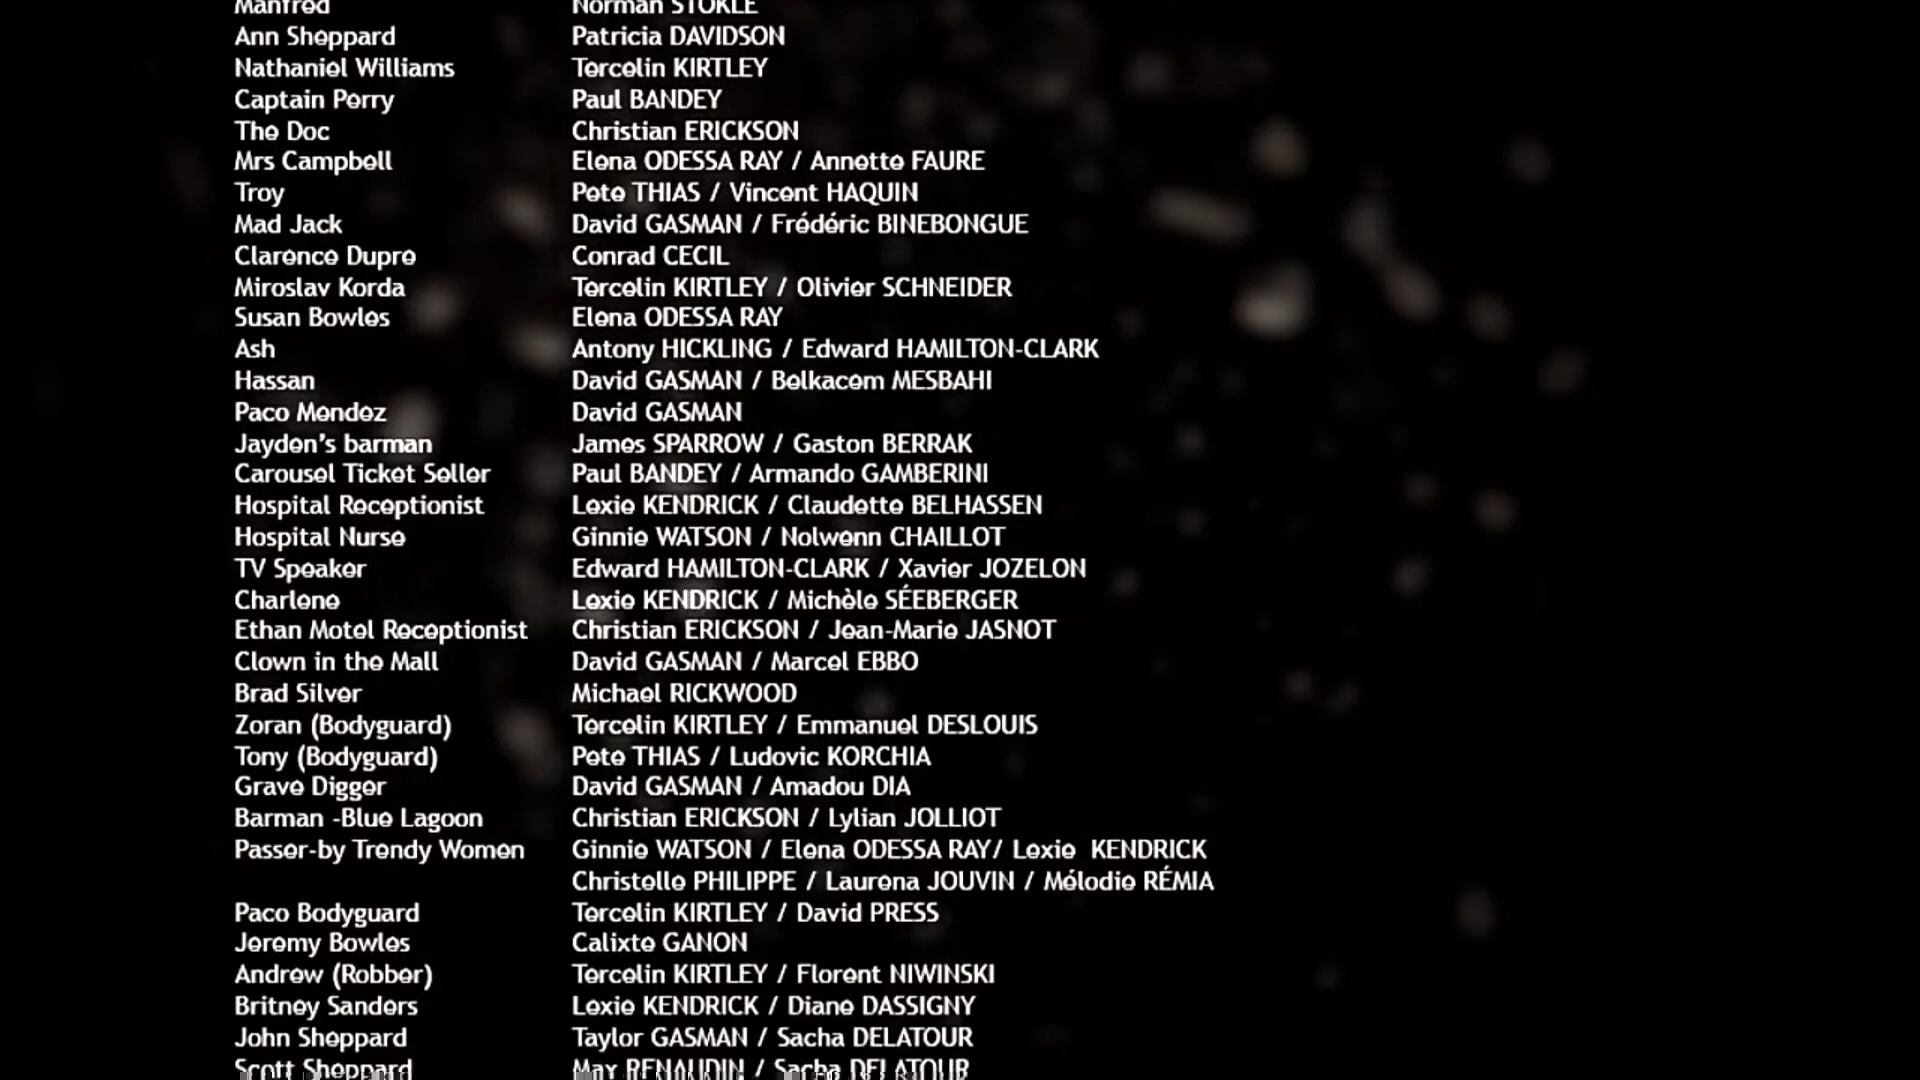 Manfred Norman STOKLE
Ann Sheppard Patricia DAVIDSON
Nathaniel Williams Tercelin KIRTLEY
Captain Perry Paul BANDEY
The Doc Christian ERICKSON
Mrs Campbell Elena ODESSA RAY / Annette FAURE
Troy Pete THIAS / Vincent HAQUIN
Mad Jack David GASMAN / Frédéric BINEBONGUE
Clarence Dupre Conrad CECIL
Miroslav Korda Tercelin KIRTLEY / Olivier SCHNEIDER
Susan Bowles Elena ODESSA RAY
Ash Antony HICKLING / Edward HAMILTON-CLARK
Hassan David GASMAN / Belkacem MESBAHI
Paco Mendez David GASMAN
Jayden’s barman James SPARROW / Gaston BERRAK
Carousel Ticket Seller Paul BANDEY / Armando GAMBERINI
Hospital Receptionist Lexie KENDRICK / Claudette BELHASSEN
Hospital Nurse Ginnie WATSON / Nolwenn CHAILLOT
TV Speaker Edward HAMILTON-CLARK / Xavier JOZELON
Charlene Lexie KENDRICK / Michèle SÉEBERGER
Ethan Motel Receptionist Christian ERICKSON / Jean-Marie JASNOT
Clown in the Mall David GASMAN / Marcel EBBO
Brad Silver Michael RICKWOOD
Zoran (Bodyguard) Tercelin KIRTLEY / Emmanuel DESLOUIS
Tony (Bodyguard) Pete THIAS / Ludovic KORCHIA
Grave Digger David GASMAN / Amadou DIA
Barman -Blue Lagoon Christian ERICKSON / Lylian JOLLIOT
Passer-by Trendy Women Ginnie WATSON / Elena ODESSA RAY/ Lexie KENDRICK
Christelle PHILIPPE / Laurena JOUVIN / Mélodie RÉMIA
Paco Bodyguard Tercelin KIRTLEY / David PRESS
Jeremy Bowles Calixte GANON
Andrew (Robber) Tercelin KIRTLEY / Florent NIWINSKI
Britney Sanders Lexie KENDRICK / Diane DASSIGNY
John Sheppard Taylor GASMAN / Sacha DELATOUR
Scott Sheppard Max RENAUDIN / Sacha DELATOUR